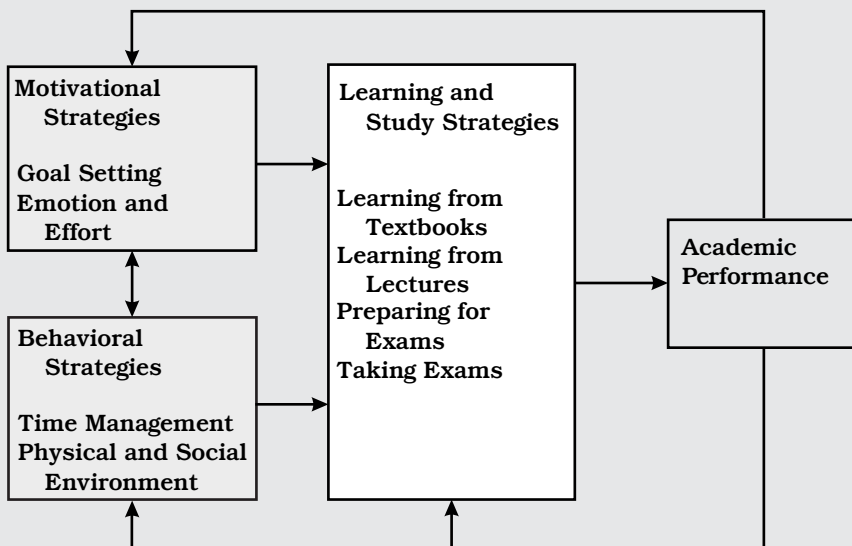 Motivational
Strategies
Goal Setting
Emotion and
Effort
Behavioral
Strategies
Time Management
Physical and Social
Environment
Learning and
Study Strategies
Learning from
Textbooks
Learning from
Lectures
Preparing for
Exams
Taking Exams
Academic
Performance